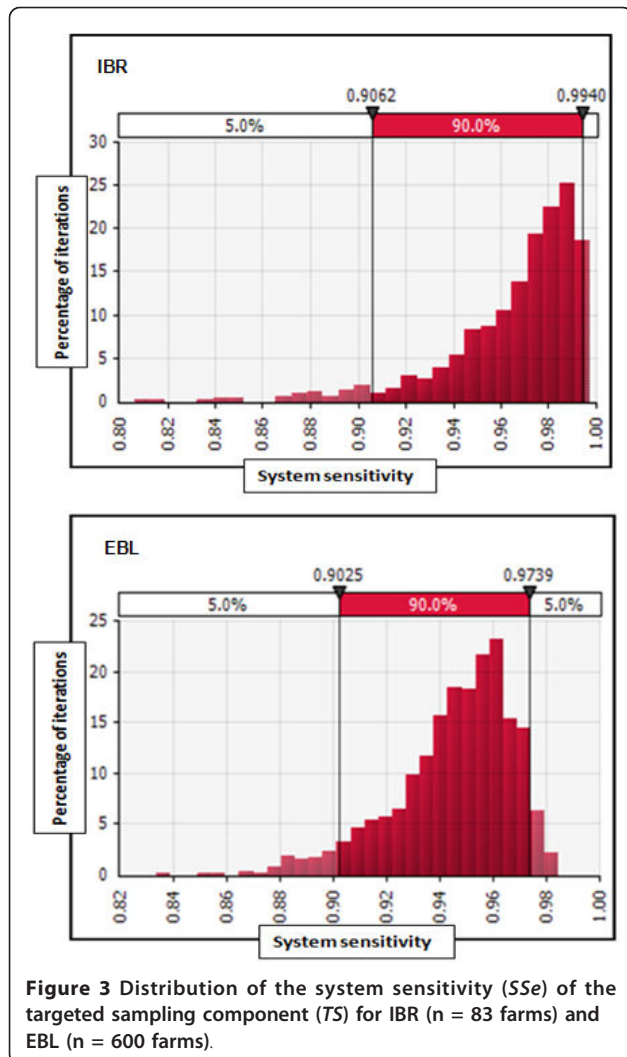 IBR
0.9062 0.9940
5.0% 90.0%
30
25
20
15
10
5
0
Percentage of iterations
0.80 0.82 0.84 0.86 0.88 0.90 0.92 0.94 0.96 0.98 1.00
System sensitivity
EBL
0.9025 0.9739
5.0% 90.0% 5.0%
25
20
15
10
5
0
Percentage of iterations
0.82 0.84 0.86 0.88 0.90 0.92 0.94 0.96 0.98 1.00
System sensitivity
Figure 3 Distribution of the system sensitivity (SSe) of the
targeted sampling component (TS) for IBR (n = 83 farms) and
EBL (n = 600 farms).